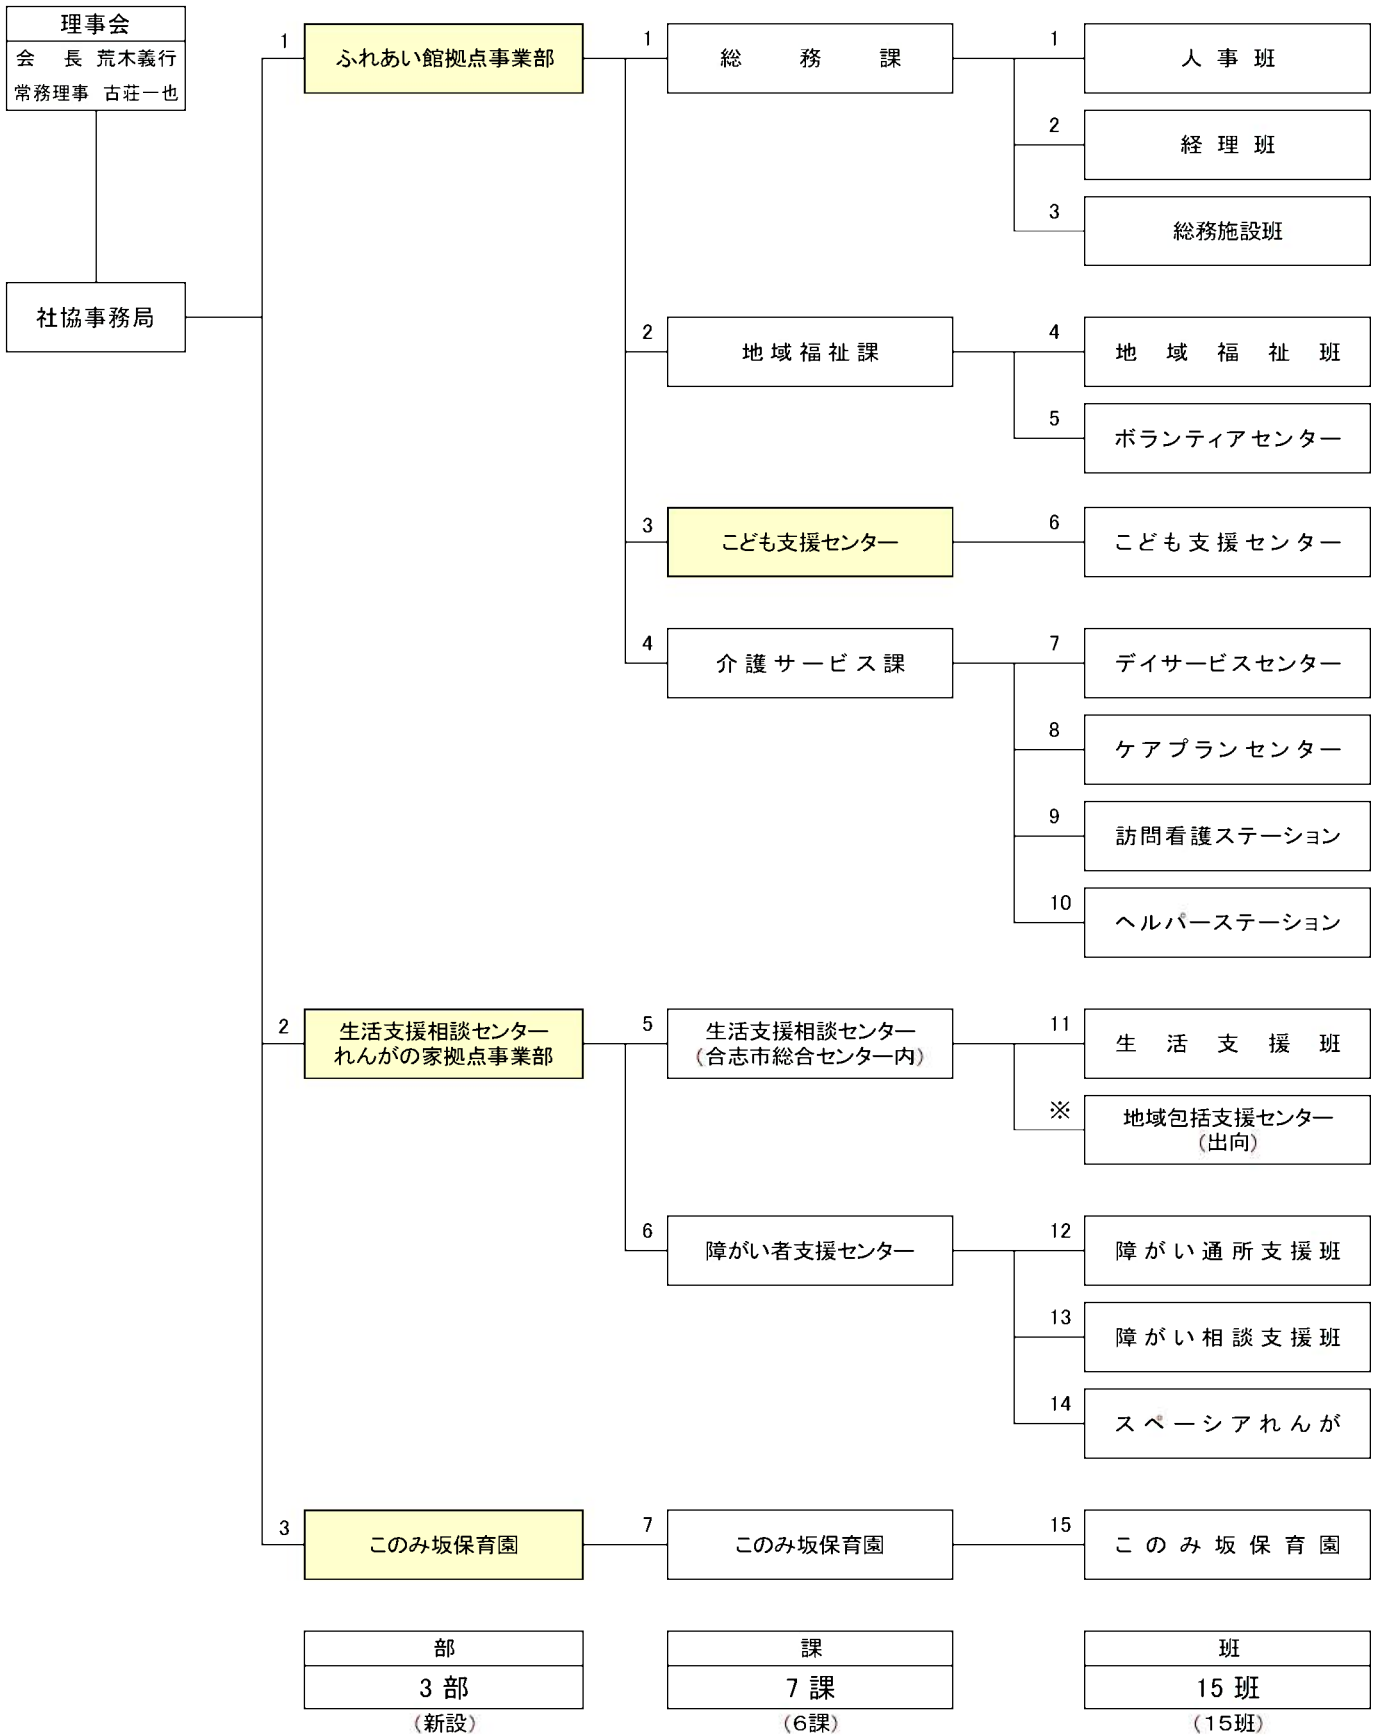 理事会
会 長 荒木義行
常務理事 古荘一也
社協事務局
1
ふれあい館拠点事業部
1
総務課
1
人事班
2
経理班
3
総務施設班
2
地域福祉課
4
地域福祉班
5
ボランティアセンター
3
こども支援センター
6
こども支援センター
4
介護サービス課
7
デイサービスセンター
8
ケアプランセンター
9
訪問看護ステーション
10
ヘルパーステーション
2
生活支援相談センター
れんがの家拠点事業部
5
生活支援相談センター
(合志市総合センター内)
11
生活支援班
※
地域包括支援センター
(出向)
6
障がい者支援センター
12
障がい通所支援班
13
障がい相談支援班
14
スペーシアれんが
3
このみ坂保育園
7
このみ坂保育園
15
このみ坂保育園
部
3 部
(新設)
課
7 課
(6課)
班
15 班
(15班)